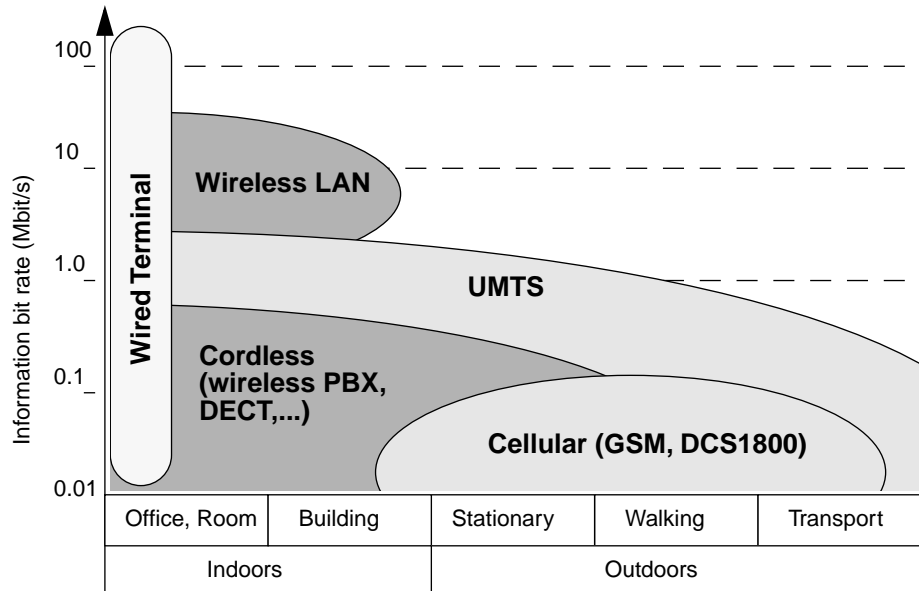 Information bit rate (Mbit/s)
100
10
1.0
0.1
0.01
Wired Terminal
Wireless LAN
UMTS
Cordless
(wireless PBX,
DECT,...)
Cellular (GSM, DCS1800)
Office, Room
Building
Stationary
Walking
Transport
Indoors
Outdoors